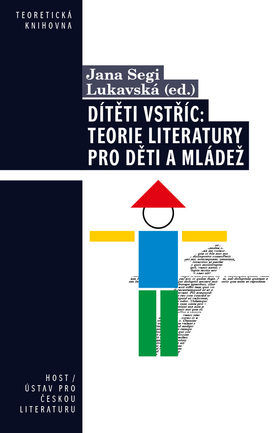 TEORETICKÁ
KNIHOVNA
Jana Segi
Lukavská (ed.)
DÍTĚTI VSTŘÍC:
TEORIE LITERATURY
PRO DĚTI A MLÁDEŽ
HOST/
ÚSTAV PRO
ČESKOU
LITERATURU